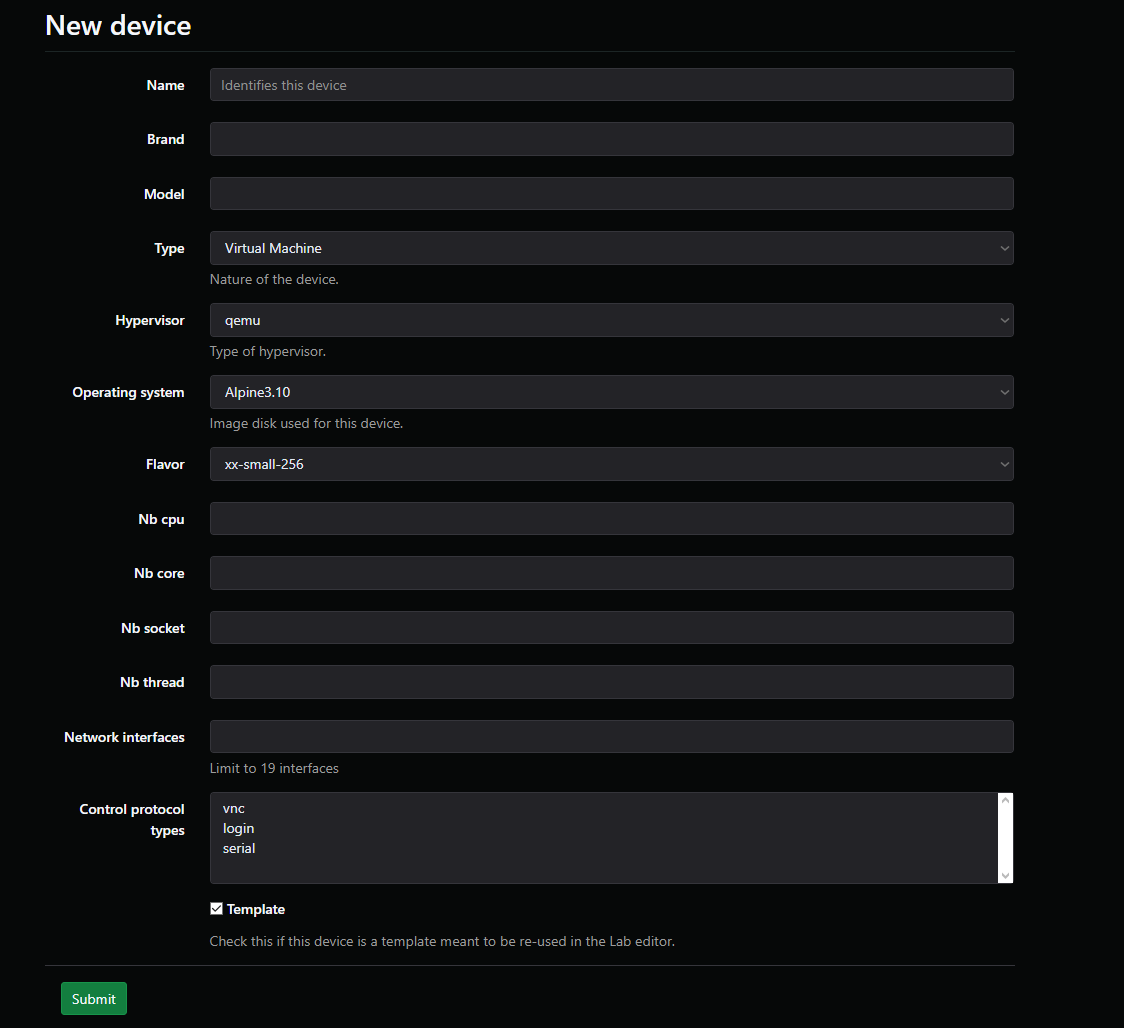 New device
Name
Identifies this device
Brand
Model
Type
Virtual Machine
Nature of the device.
Hypervisor
qemu
Type of hypervisor.
Operating system
Alpine3.10
Image disk used for this device.
Flavor
xx-small-256
Nb cpu
Nb core
Nb socket
Nb thread
Network interfaces
Limit to 19 interfaces
Control protocol
types
vnc
login
serial
Template
Check this if this device is a template meant to be re-used in the Lab editor.
Submit